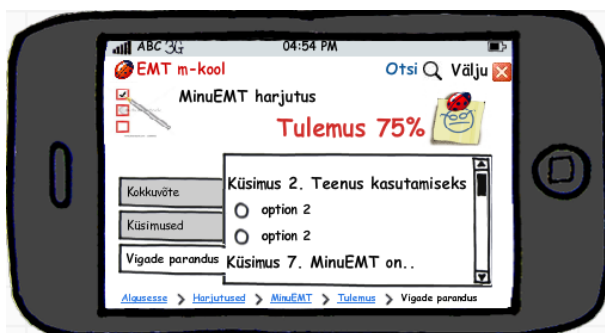 ABC 3G 04:54 PM
EMT m-kool Otsi Välju
MinuEMT harjutus
Tulemus 75%
Kokkuvõte
Küsimused
Vigade parandus
Küsimus 2. Teenus kasutamiseks
option 2
option 2
Küsimus 7. MinuEMT on..
Algusesse > Harjutused > MinuEMT > Tulemus > Vigade parandus